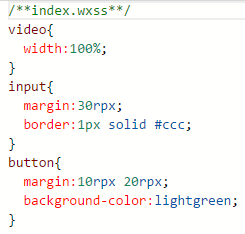 /**index.wxss**/
video{
  width:100%;
}
input{
  margin:30rpx;
  border:1px solid #ccc;
}
button{
  margin:10rpx 20rpx;
  background-color:lightgreen;
}